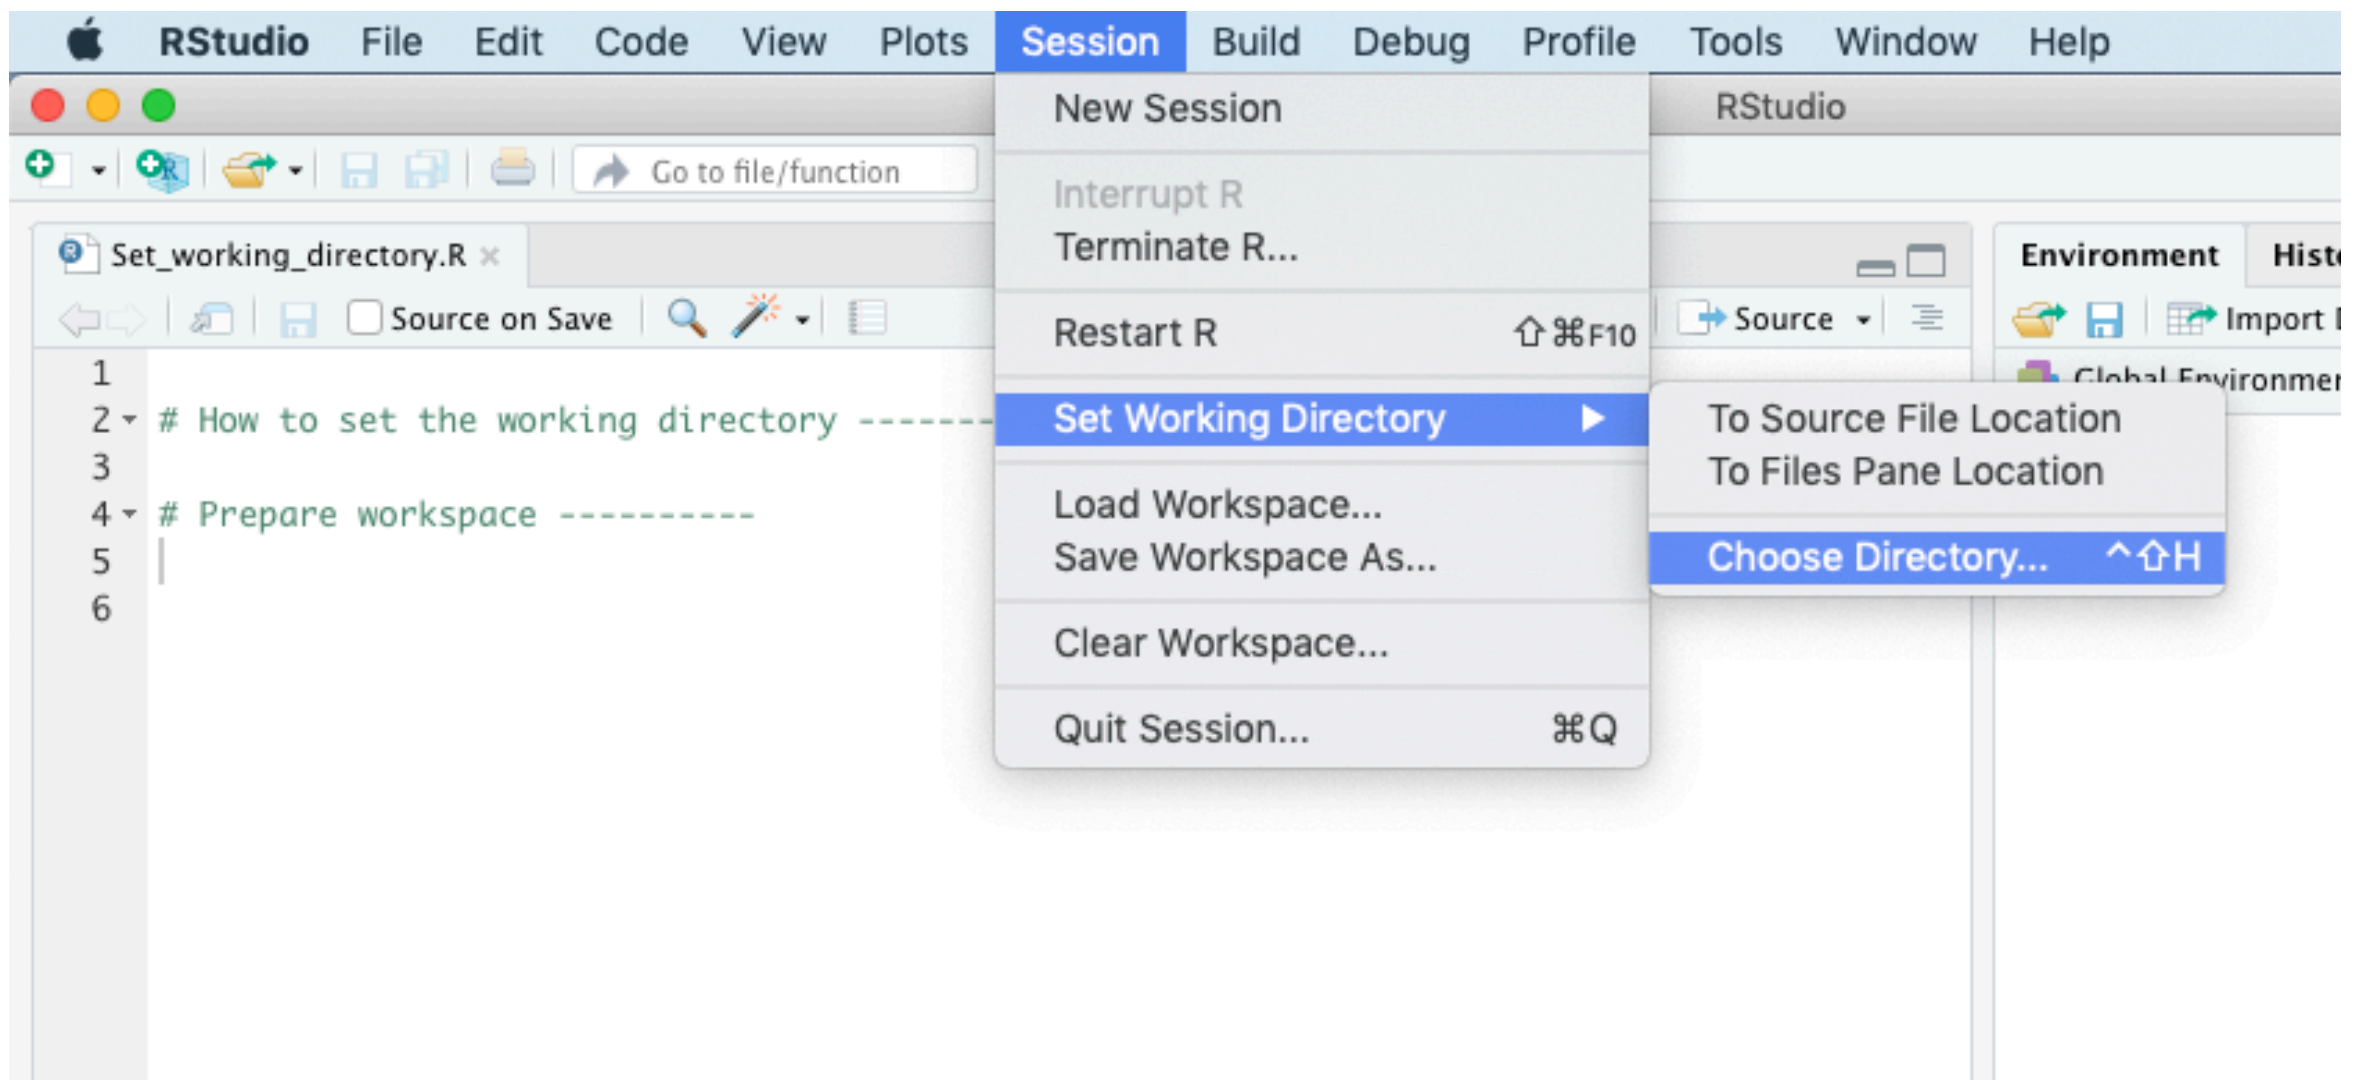 RStudio File Edit Code View Plots Session Build Debug Profile Tools Window Help
RStudio
Go to file/function
Set_working_directory.R
Source on Save
Source
Environment
Import
Global
1
2 # How to set the working directory -------
3
4 # Prepare workspace ----------
5
6
New Session
Interrupt R
Terminate R...
Restart R ⇧⌘F10
Set Working Directory ▶
Load Workspace...
Save Workspace As...
Clear Workspace...
Quit Session... ⌘Q
To Source File Location
To Files Pane Location
Choose Directory... ^⇧H